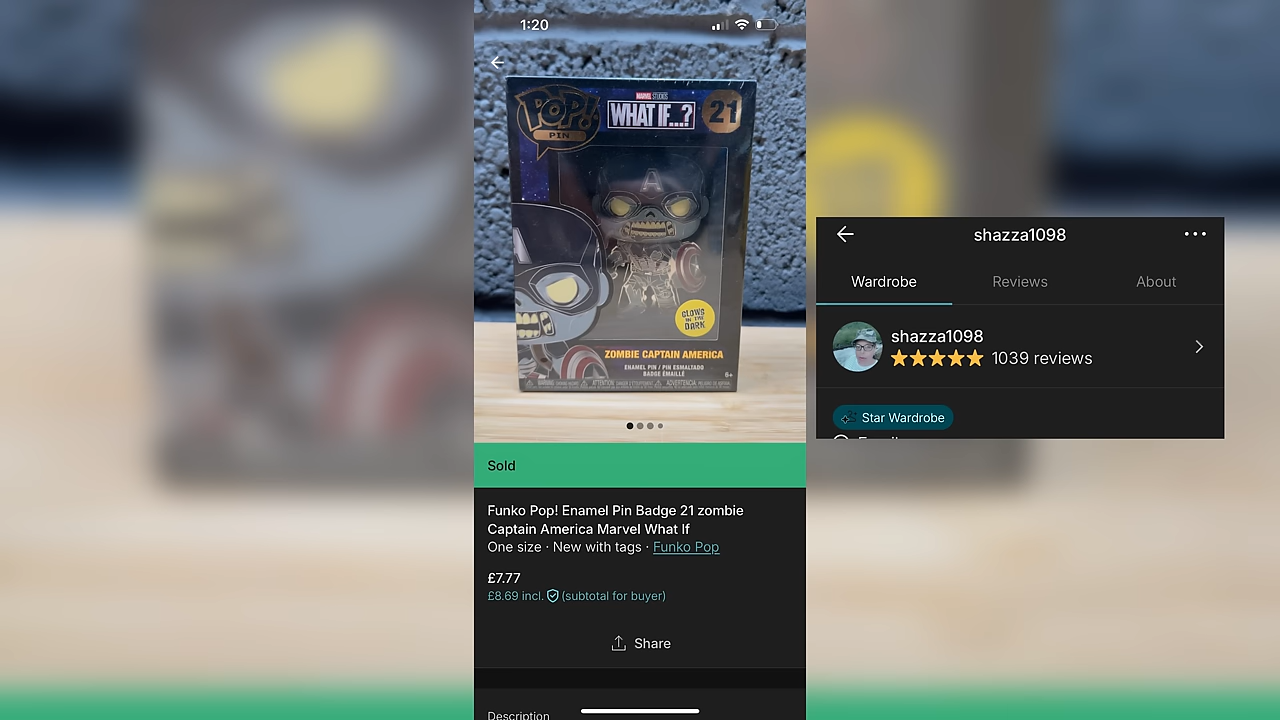 1:20
POP!
PIN
MARVEL STUDIOS
WHAT IF...?
21
GLOWS
IN THE
DARK
ZOMBIE CAPTAIN AMERICA
ENAMEL PIN / PIN ESMALTADO
BADGE ÉMAILLÉ
6+
Sold
Funko Pop! Enamel Pin Badge 21 zombie
Captain America Marvel What If
One size · New with tags · Funko Pop
£7.77
£8.69 incl. (subtotal for buyer)
Share
Description
shazza1098
Wardrobe Reviews About
shazza1098
1039 reviews
Star Wardrobe